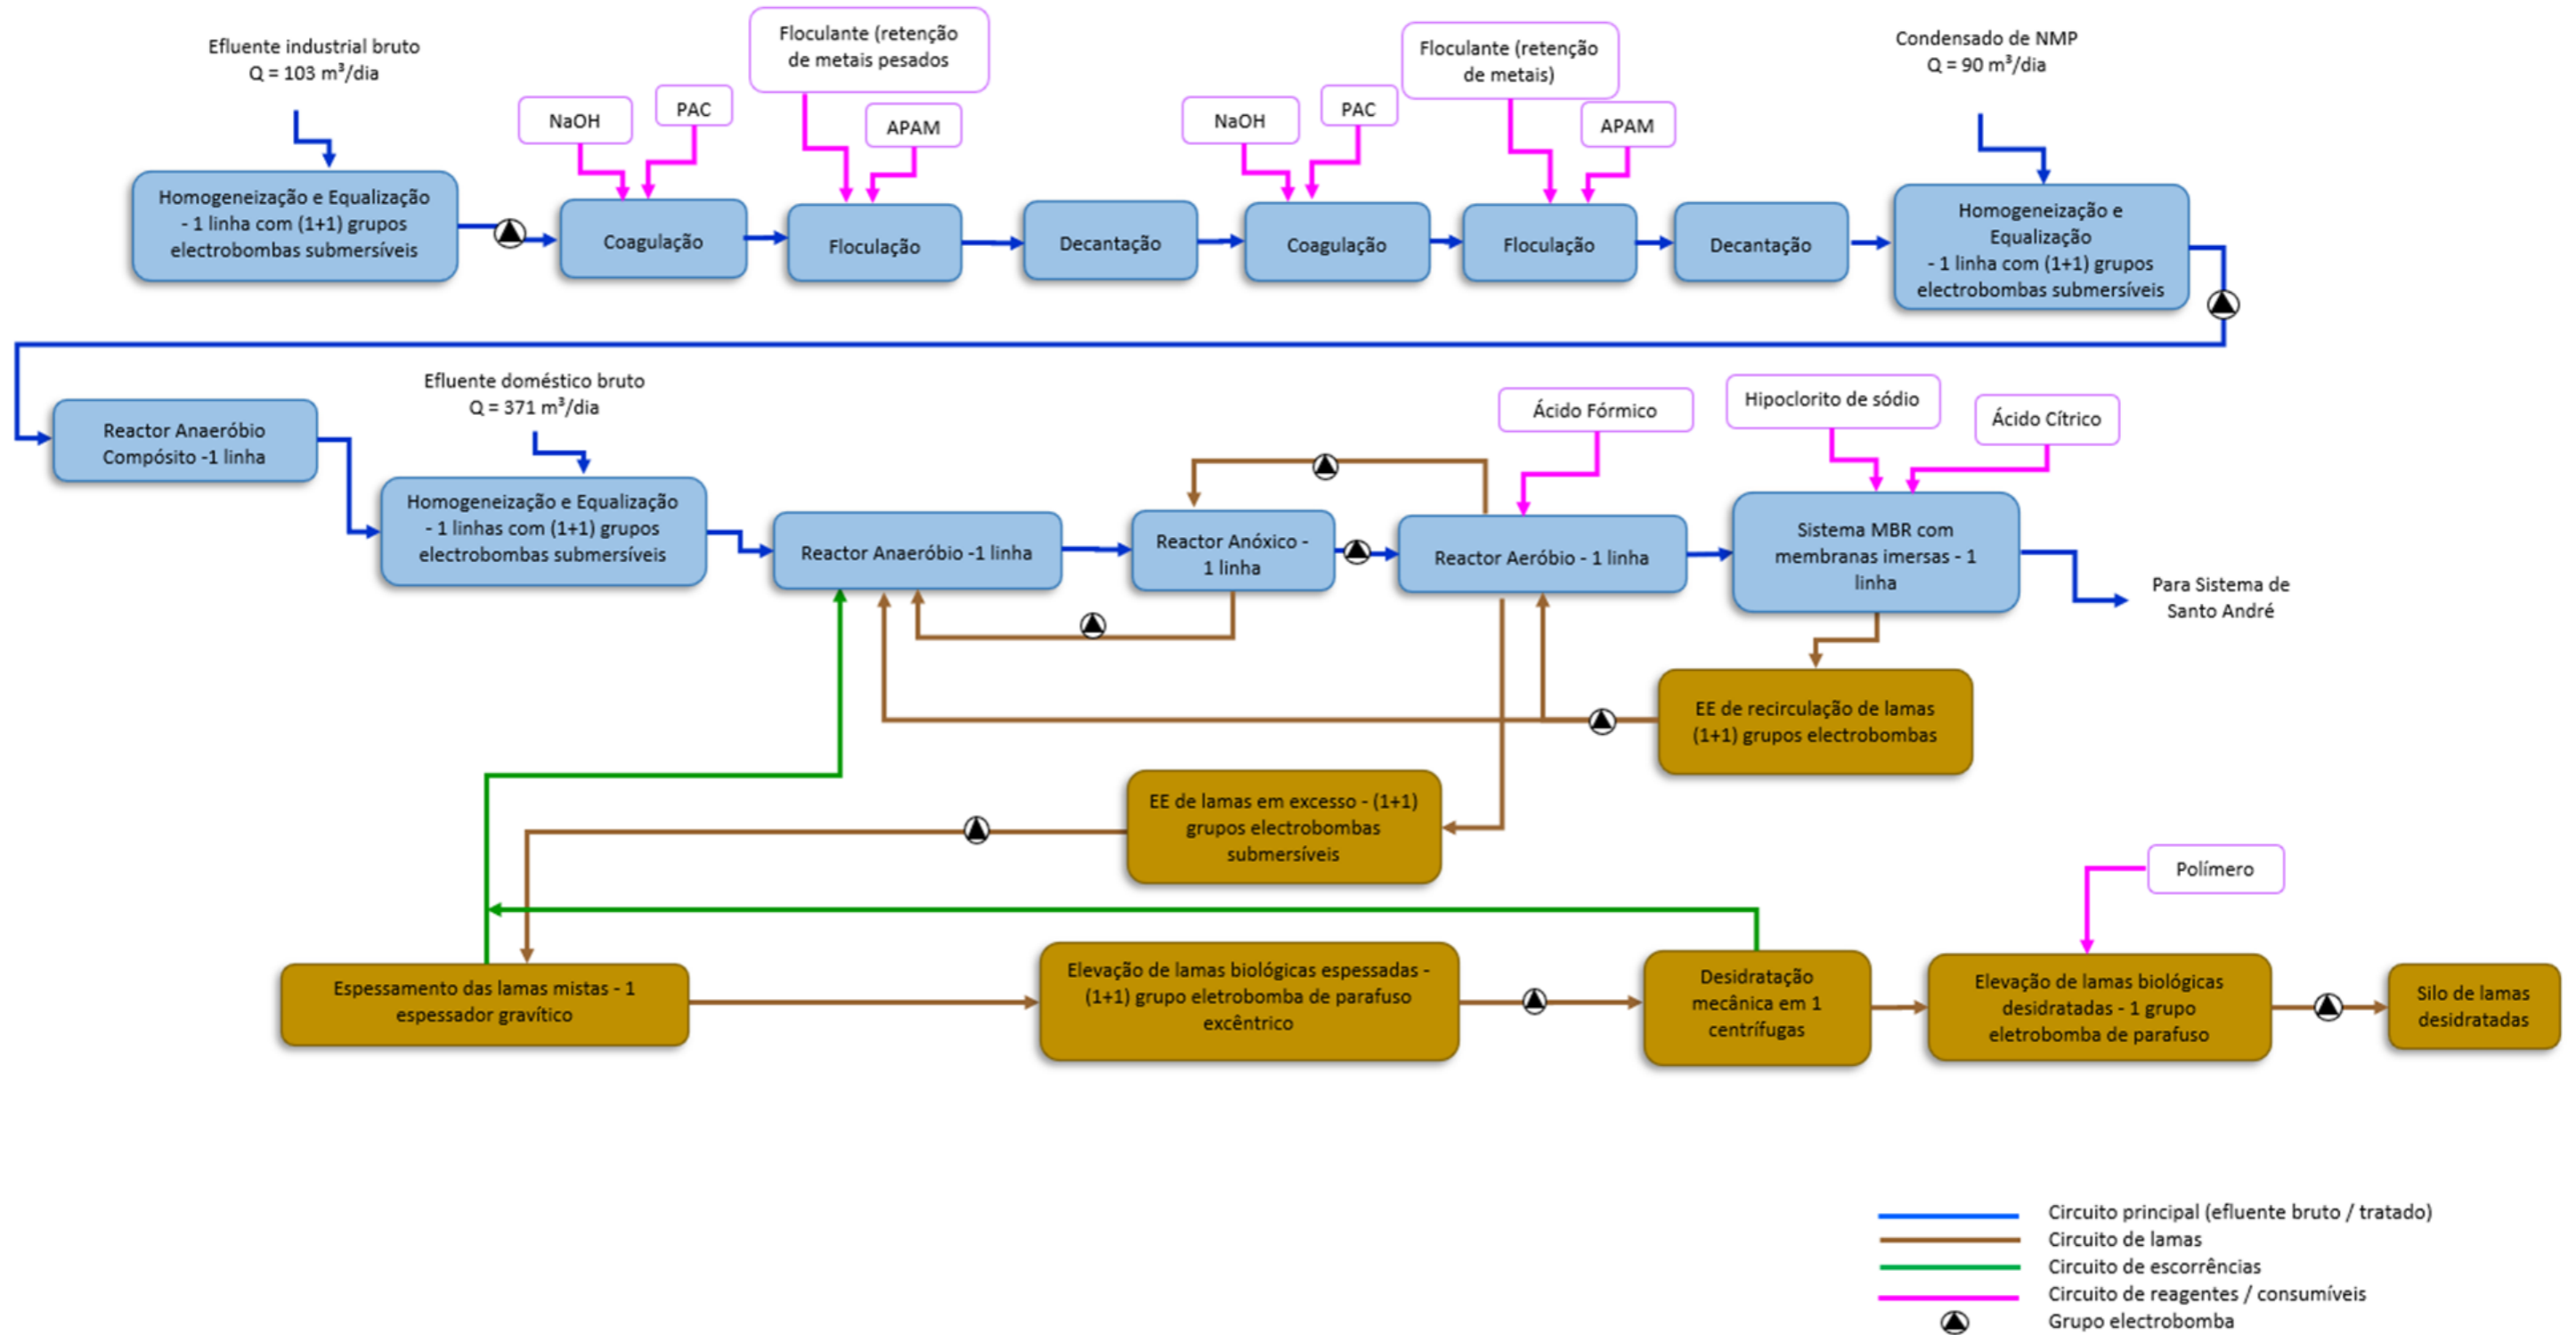 Efluente industrial bruto
Q = 103 m³/dia
NaOH
PAC
Floculante (retenção
de metais pesados
APAM
NaOH
PAC
Floculante (retenção
de metais)
APAM
Condensado de NMP
Q = 90 m³/dia
Homogeneização e Equalização
- 1 linha com (1+1) grupos
electrobombas submersíveis
Coagulação
Floculação
Decantação
Coagulação
Floculação
Decantação
Homogeneização e
Equalização
- 1 linha com (1+1) grupos
electrobombas submersíveis
Reactor Anaeróbio
Compósito -1 linha
Efluente doméstico bruto
Q = 371 m³/dia
Homogeneização e Equalização
- 1 linhas com (1+1) grupos
electrobombas submersíveis
Reactor Anaeróbio -1 linha
Reactor Anóxico -
1 linha
Ácido Fórmico
Reactor Aeróbio - 1 linha
Hipoclorito de sódio
Ácido Cítrico
Sistema MBR com
membranas imersas - 1
linha
Para Sistema de
Santo André
EE de recirculação de lamas
(1+1) grupos electrobombas
EE de lamas em excesso - (1+1)
grupos electrobombas
submersíveis
Polímero
Espessamento das lamas mistas - 1
espessador gravítico
Elevação de lamas biológicas espessadas -
(1+1) grupo eletrobomba de parafuso
excêntrico
Desidratação
mecânica em 1
centrífugas
Elevação de lamas biológicas
desidratadas - 1 grupo
eletrobomba de parafuso
Silo de lamas
desidratadas
Circuito principal (efluente bruto / tratado)
Circuito de lamas
Circuito de escorrências
Circuito de reagentes / consumíveis
Grupo electrobomba